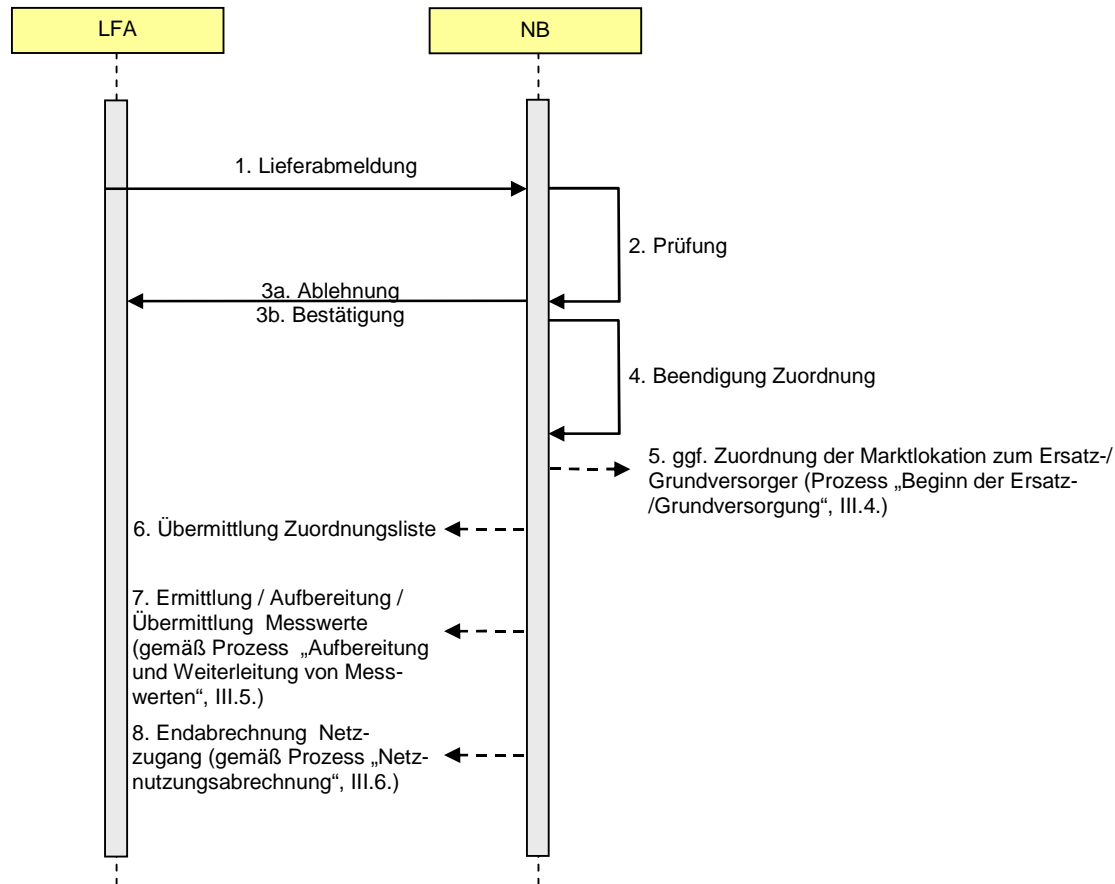 LFA
NB
1. Lieferabmeldung
2. Prüfung
3a. Ablehnung
3b. Bestätigung
4. Beendigung Zuordnung
5. ggf. Zuordnung der Marktlokation zum Ersatz-/
Grundversorger (Prozess „Beginn der Ersatz-
/Grundversorgung“, III.4.)
6. Übermittlung Zuordnungsliste
7. Ermittlung / Aufbereitung /
Übermittlung Messwerte
(gemäß Prozess „Aufbereitung
und Weiterleitung von Mess-
werten“, III.5.)
8. Endabrechnung Netz-
zugang (gemäß Prozess „Netz-
nutzungsabrechnung“, III.6.)